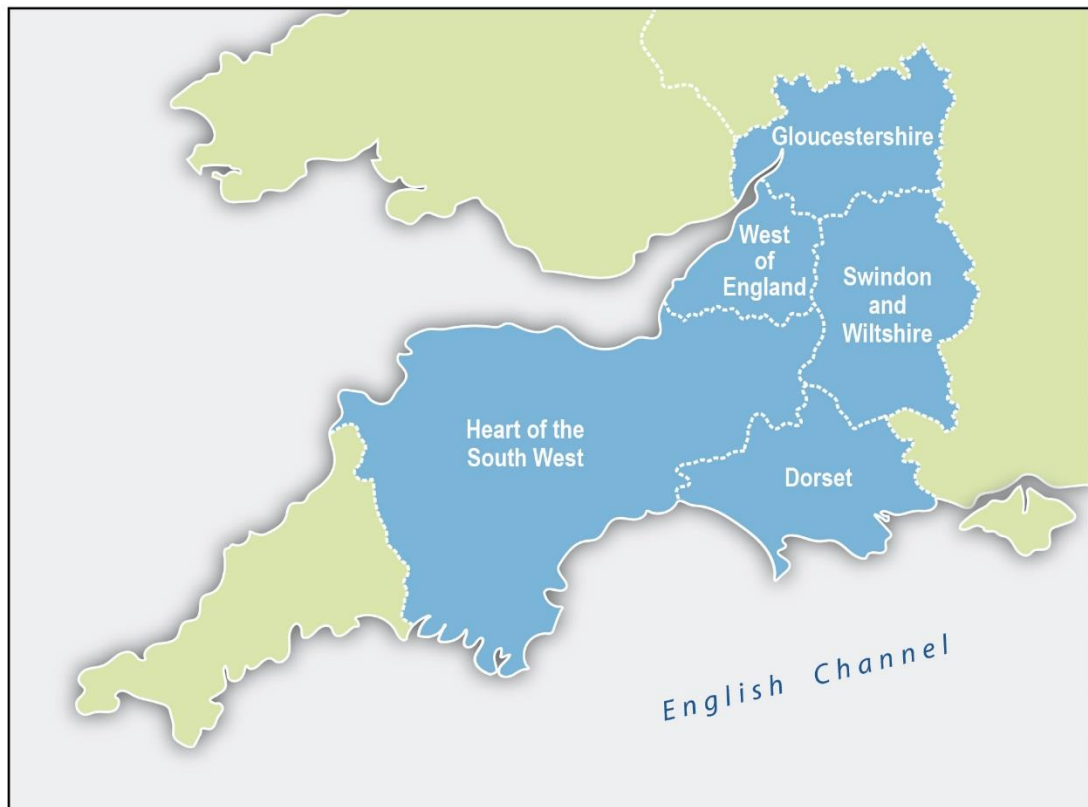 Gloucestershire
West
of
England
Swindon
and
Wiltshire
Heart of the
South West
Dorset
English Channel